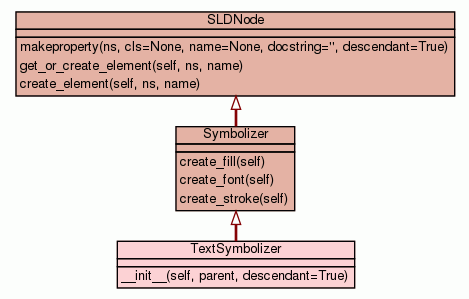 SLDNode
makeproperty(ns, cls=None, name=None, docstring='', descendant=True)
get_or_create_element(self, ns, name)
create_element(self, ns, name)
Symbolizer
create_fill(self)
create_font(self)
create_stroke(self)
TextSymbolizer
__init__(self, parent, descendant=True)